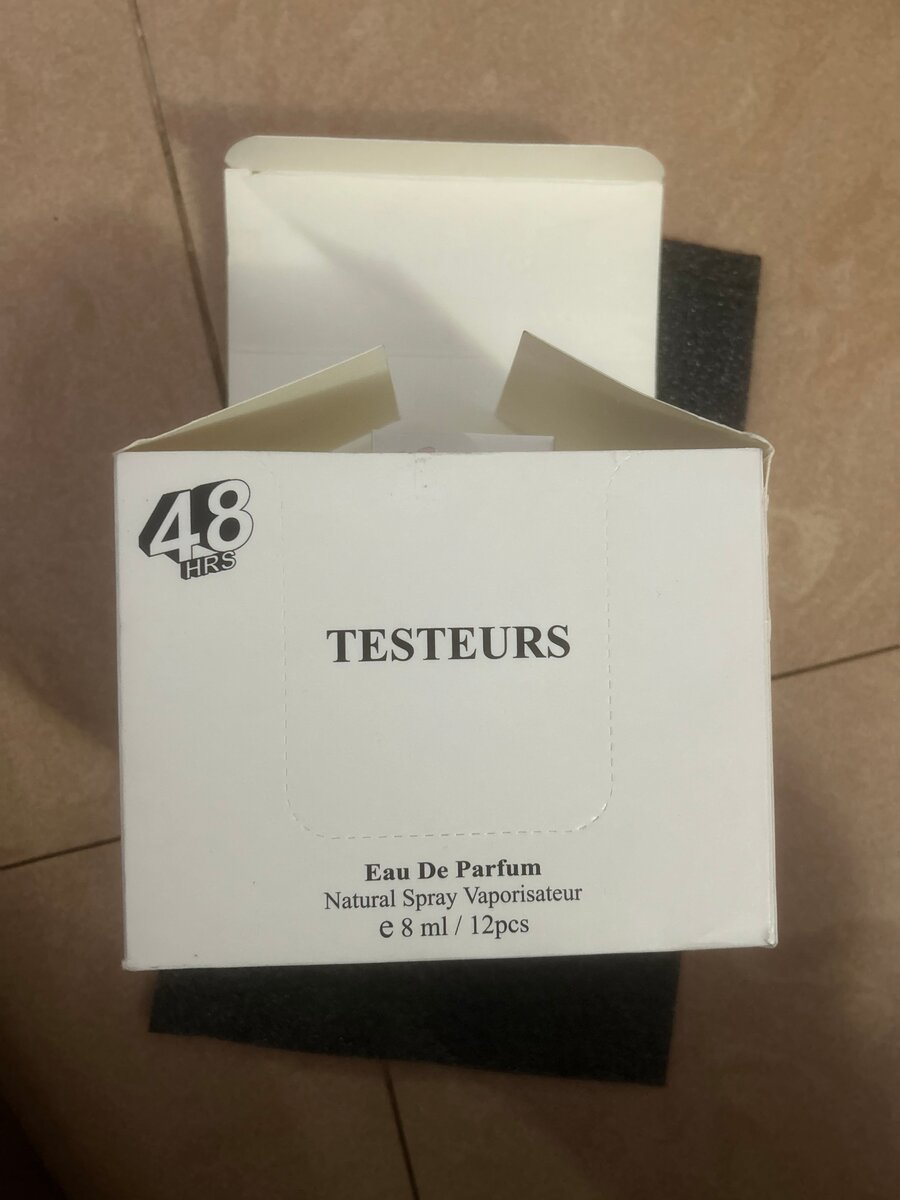 48
HRS
TESTEURS
Eau De Parfum
Natural Spray Vaporisateur
e 8 ml / 12pcs